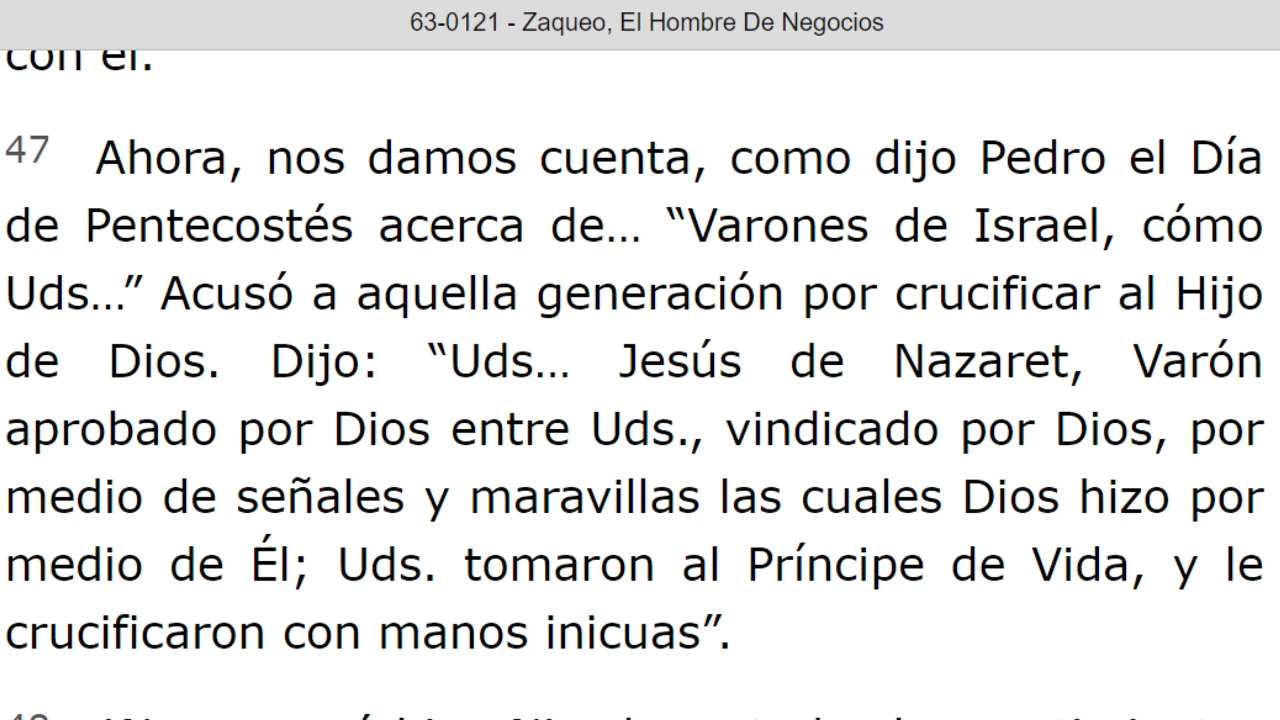 63-0121 - Zaqueo, El Hombre De Negocios
con él.
47 Ahora, nos damos cuenta, como dijo Pedro el Día
de Pentecostés acerca de… “Varones de Israel, cómo
Uds…” Acusó a aquella generación por crucificar al Hijo
de Dios. Dijo: “Uds… Jesús de Nazaret, Varón
aprobado por Dios entre Uds., vindicado por Dios, por
medio de señales y maravillas las cuales Dios hizo por
medio de Él; Uds. tomaron al Príncipe de Vida, y le
crucificaron con manos inicuas”.
48